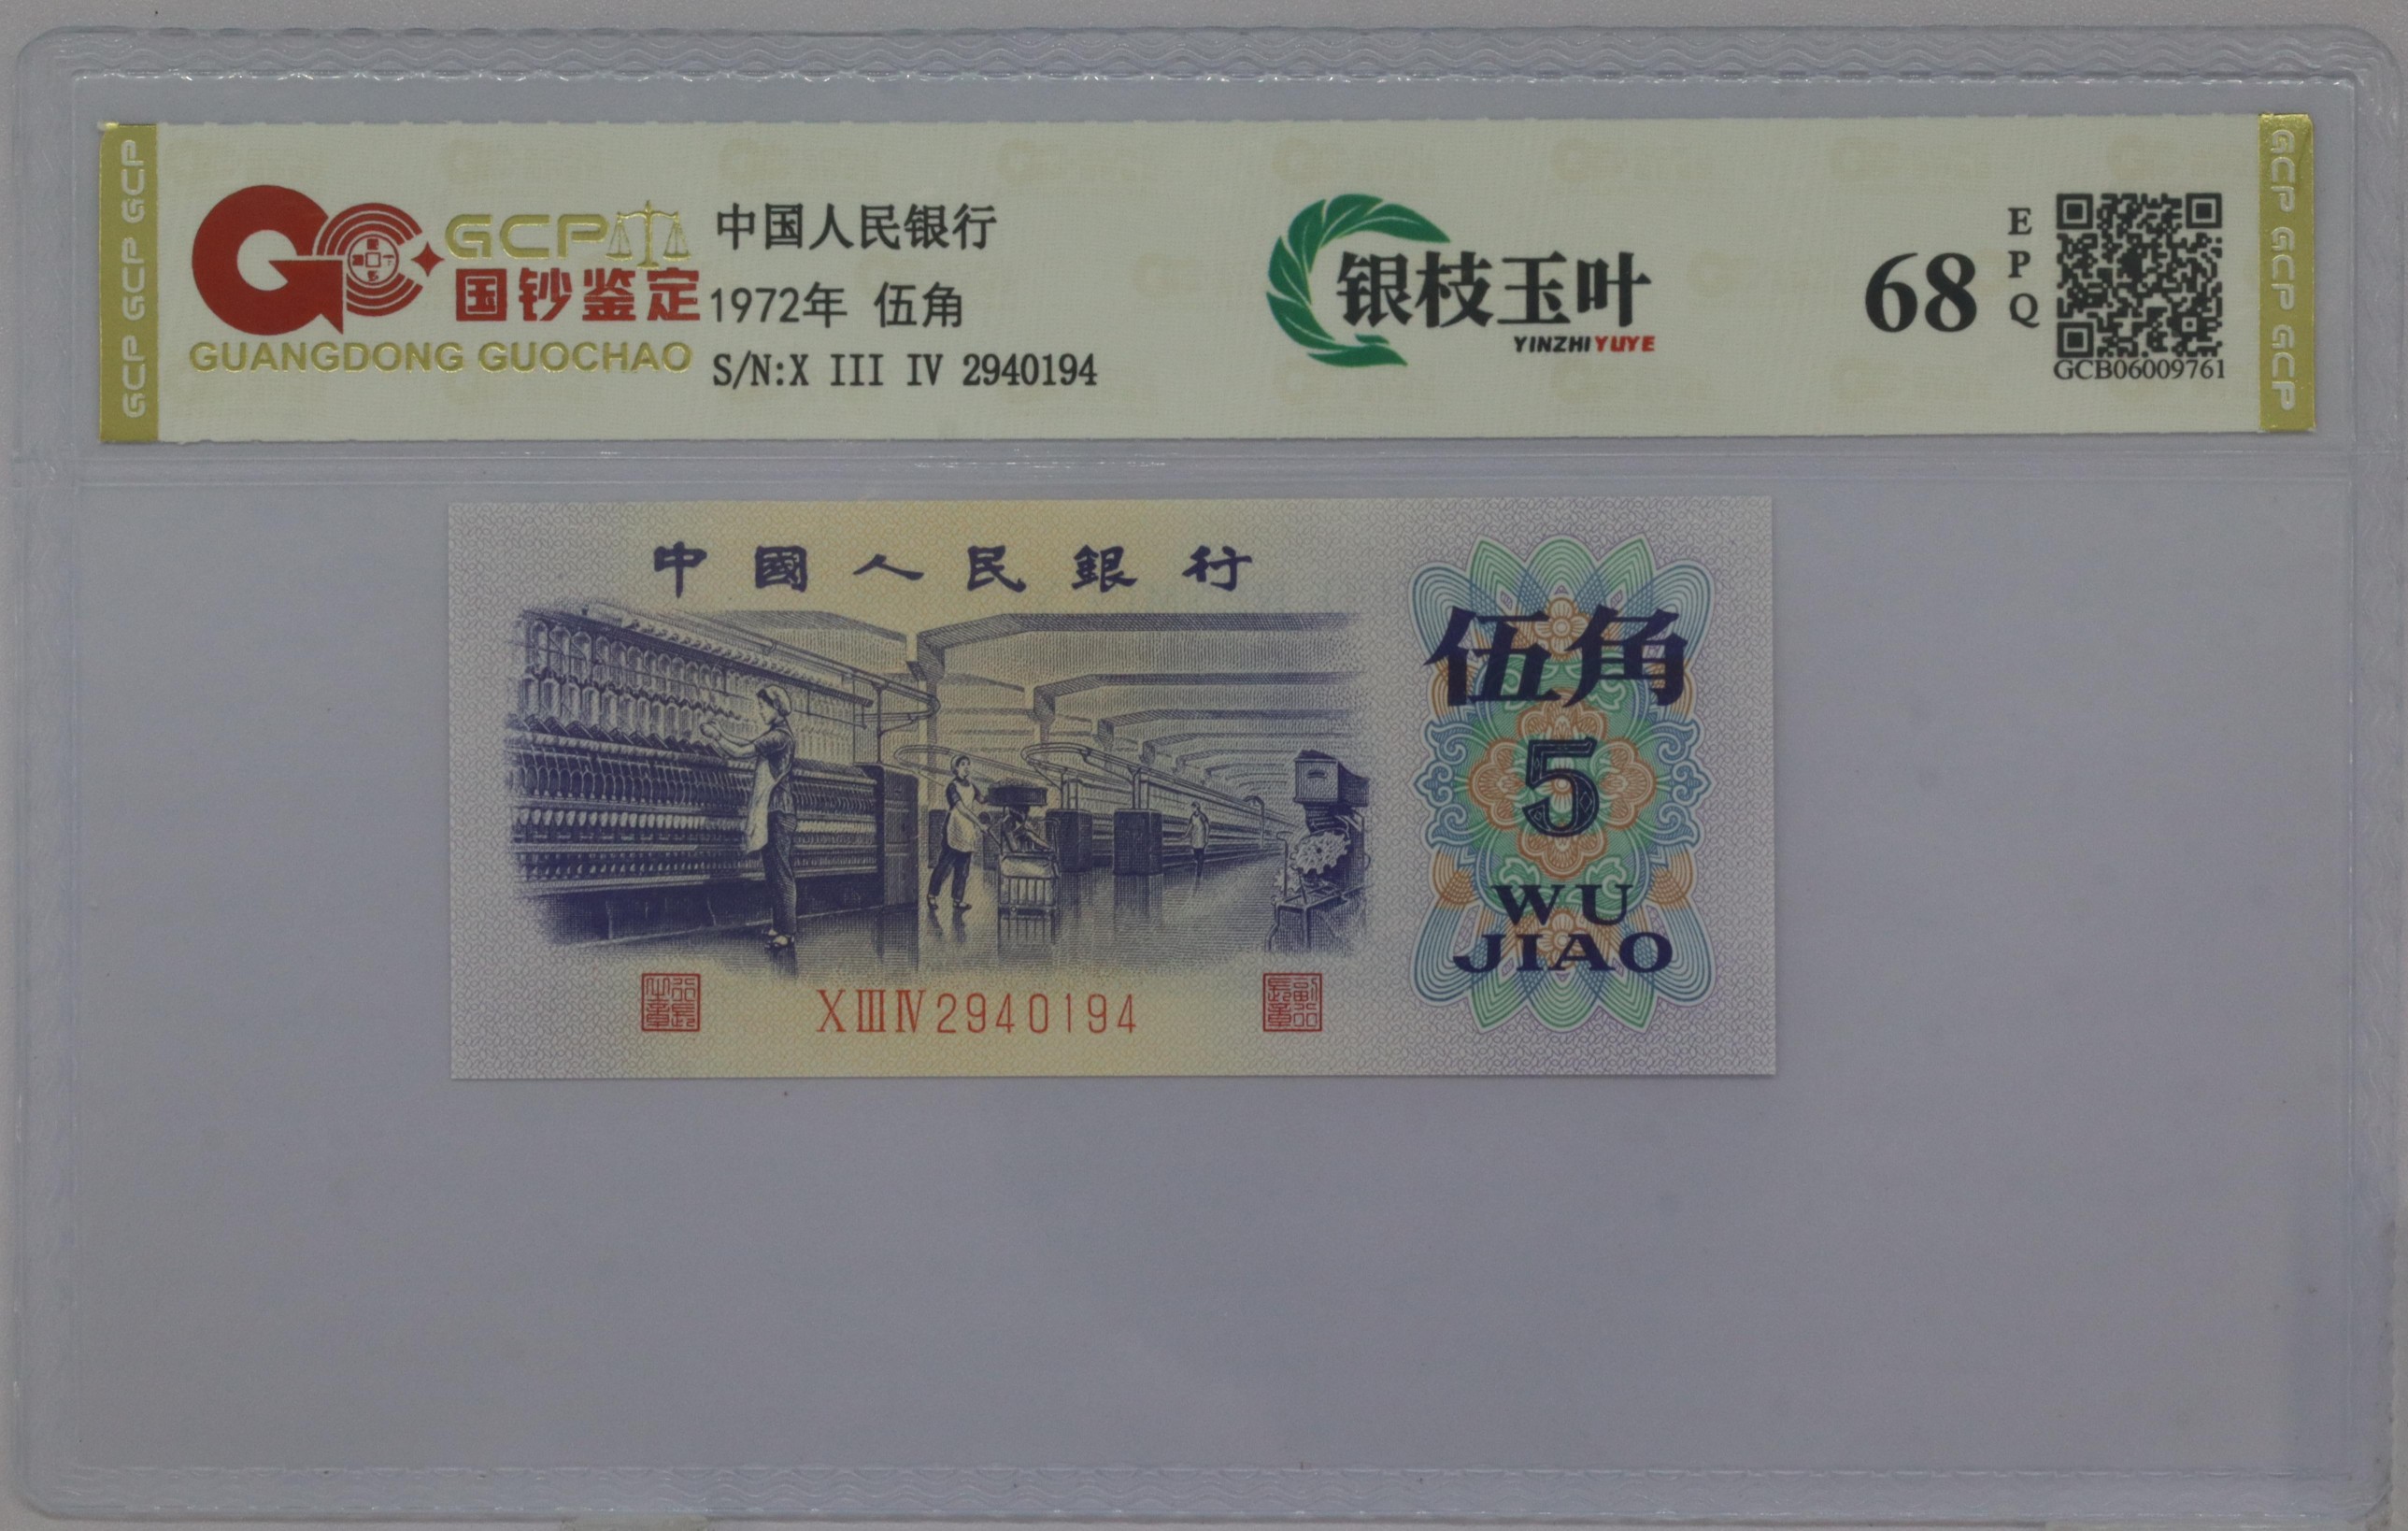 GCP GCP GCP
GCP
国钞鉴定
GUANGDONG GUOCHAO
中国人民银行
1972年 伍角
S/N:X III IV 2940194
银枝玉叶
YINZHIYUYE
68
EPQ
GCB06009761
GCP GCP GCP
中國人民銀行
伍角
5
WU
JIAO
XⅢⅣ2940194